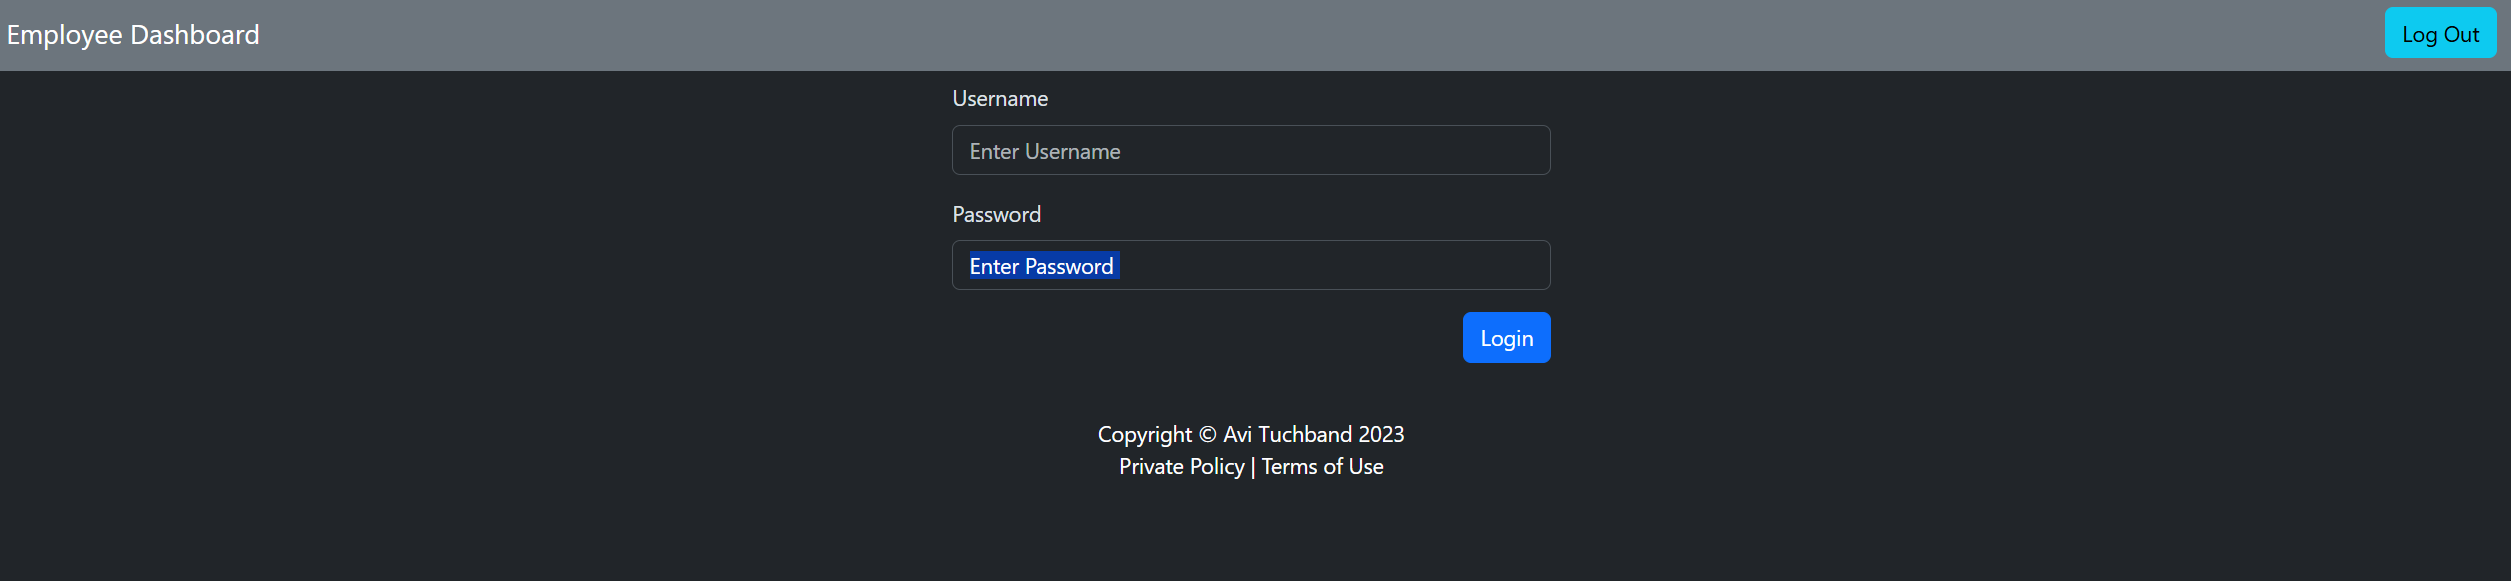 Employee Dashboard
Log Out
Username
Enter Username
Password
Enter Password
Login
Copyright © Avi Tuchband 2023
Private Policy | Terms of Use